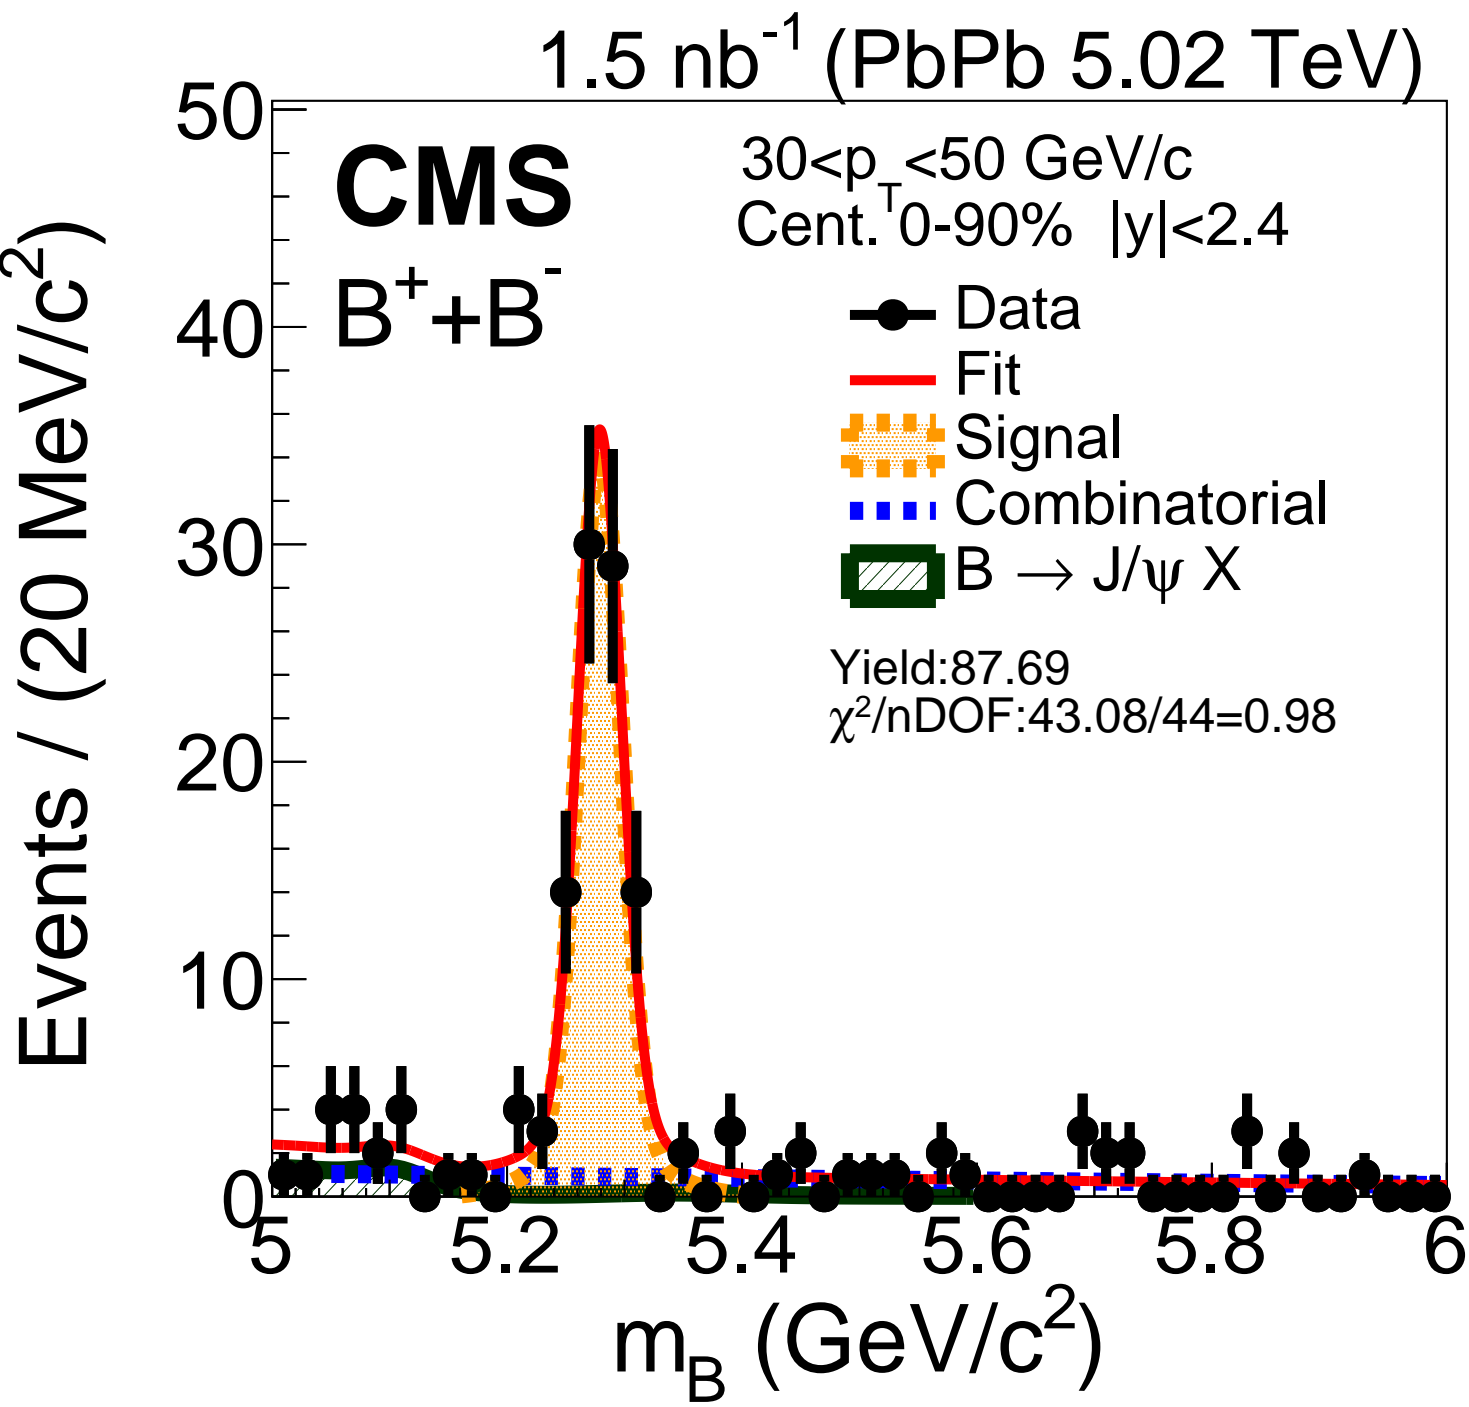 1.5 nb⁻¹ (PbPb 5.02 TeV)
CMS
B⁺+B⁻
30<p_T<50 GeV/c
Cent. 0-90% |y|<2.4
Data
Fit
Signal
Combinatorial
B → J/ψ X
Yield:87.69
χ²/nDOF:43.08/44=0.98
Events / (20 MeV/c²)
50
40
30
20
10
0
5 5.2 5.4 5.6 5.8 6
m_B (GeV/c²)